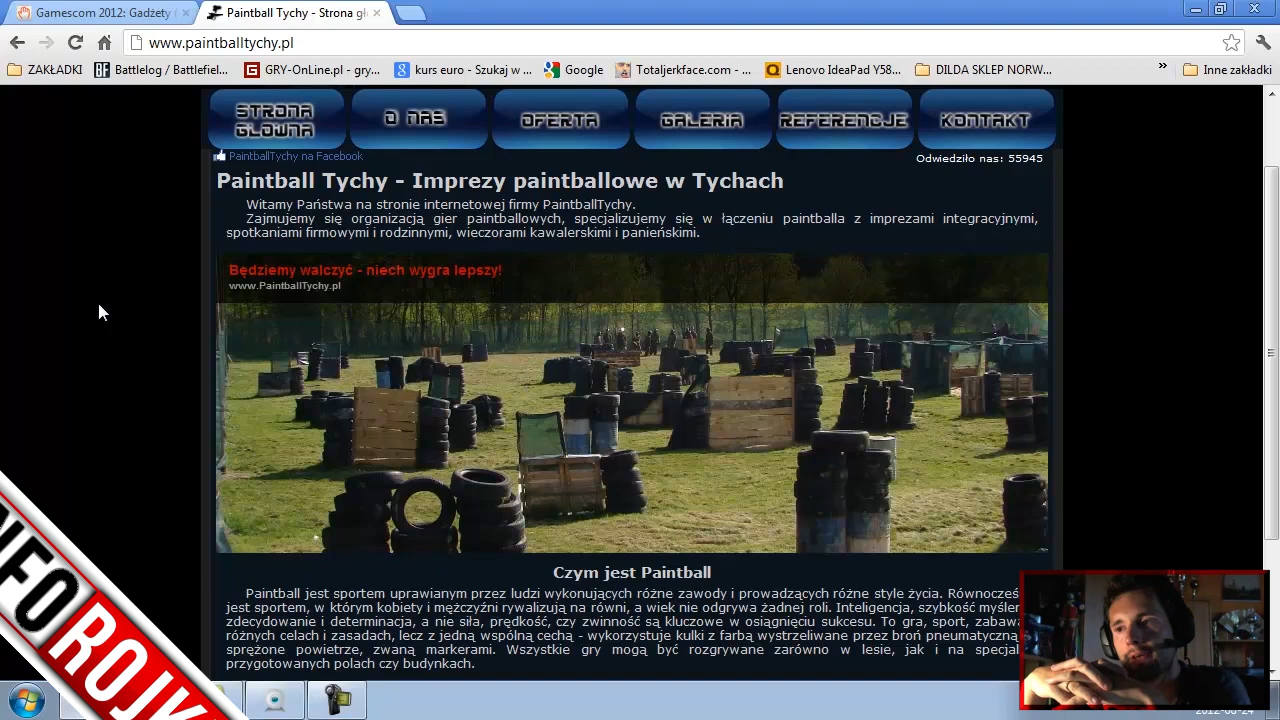 Gamescom 2012: Gadżety f
Paintball Tychy - Strona gł
www.paintballtychy.pl
ZAKŁADKI
Battlelog / Battlefiel...
GRY-OnLine.pl - gry...
kurs euro - Szukaj w ...
Google
Totaljerkface.com - ...
Lenovo IdeaPad Y58...
DILDA SKLEP NORW...
Inne zakładki
STRONA GŁOWNA
O NAS
OFERTA
GALERIA
REFERENCJE
KONTAKT
PaintballTychy na Facebook
Odwiedziło nas: 55945
Paintball Tychy - Imprezy paintballowe w Tychach
Witamy Państwa na stronie internetowej firmy PaintballTychy.
Zajmujemy się organizacją gier paintballowych, specjalizujemy się w łączeniu paintballa z imprezami integracyjnymi,
spotkaniami firmowymi i rodzinnymi, wieczorami kawalerskimi i panieńskimi.
Będziemy walczyć - niech wygra lepszy!
www.PaintballTychy.pl
Czym jest Paintball
Paintball jest sportem uprawianym przez ludzi wykonujących różne zawody i prowadzących różne style życia. Równocześ
jest sportem, w którym kobiety i mężczyźni rywalizują na równi, a wiek nie odgrywa żadnej roli. Inteligencja, szybkość myśler
zdecydowanie i determinacja, a nie siła, prędkość, czy zwinność są kluczowe w osiągnięciu sukcesu. To gra, sport, zabawa
różnych celach i zasadach, lecz z jedną wspólną cechą - wykorzystuje kulki z farbą wystrzeliwane przez broń pneumatyczną
sprężone powietrze, zwaną markerami. Wszystkie gry mogą być rozgrywane zarówno w lesie, jak i na specjal
przygotowanych polach czy budynkach.
NFO
ROJK